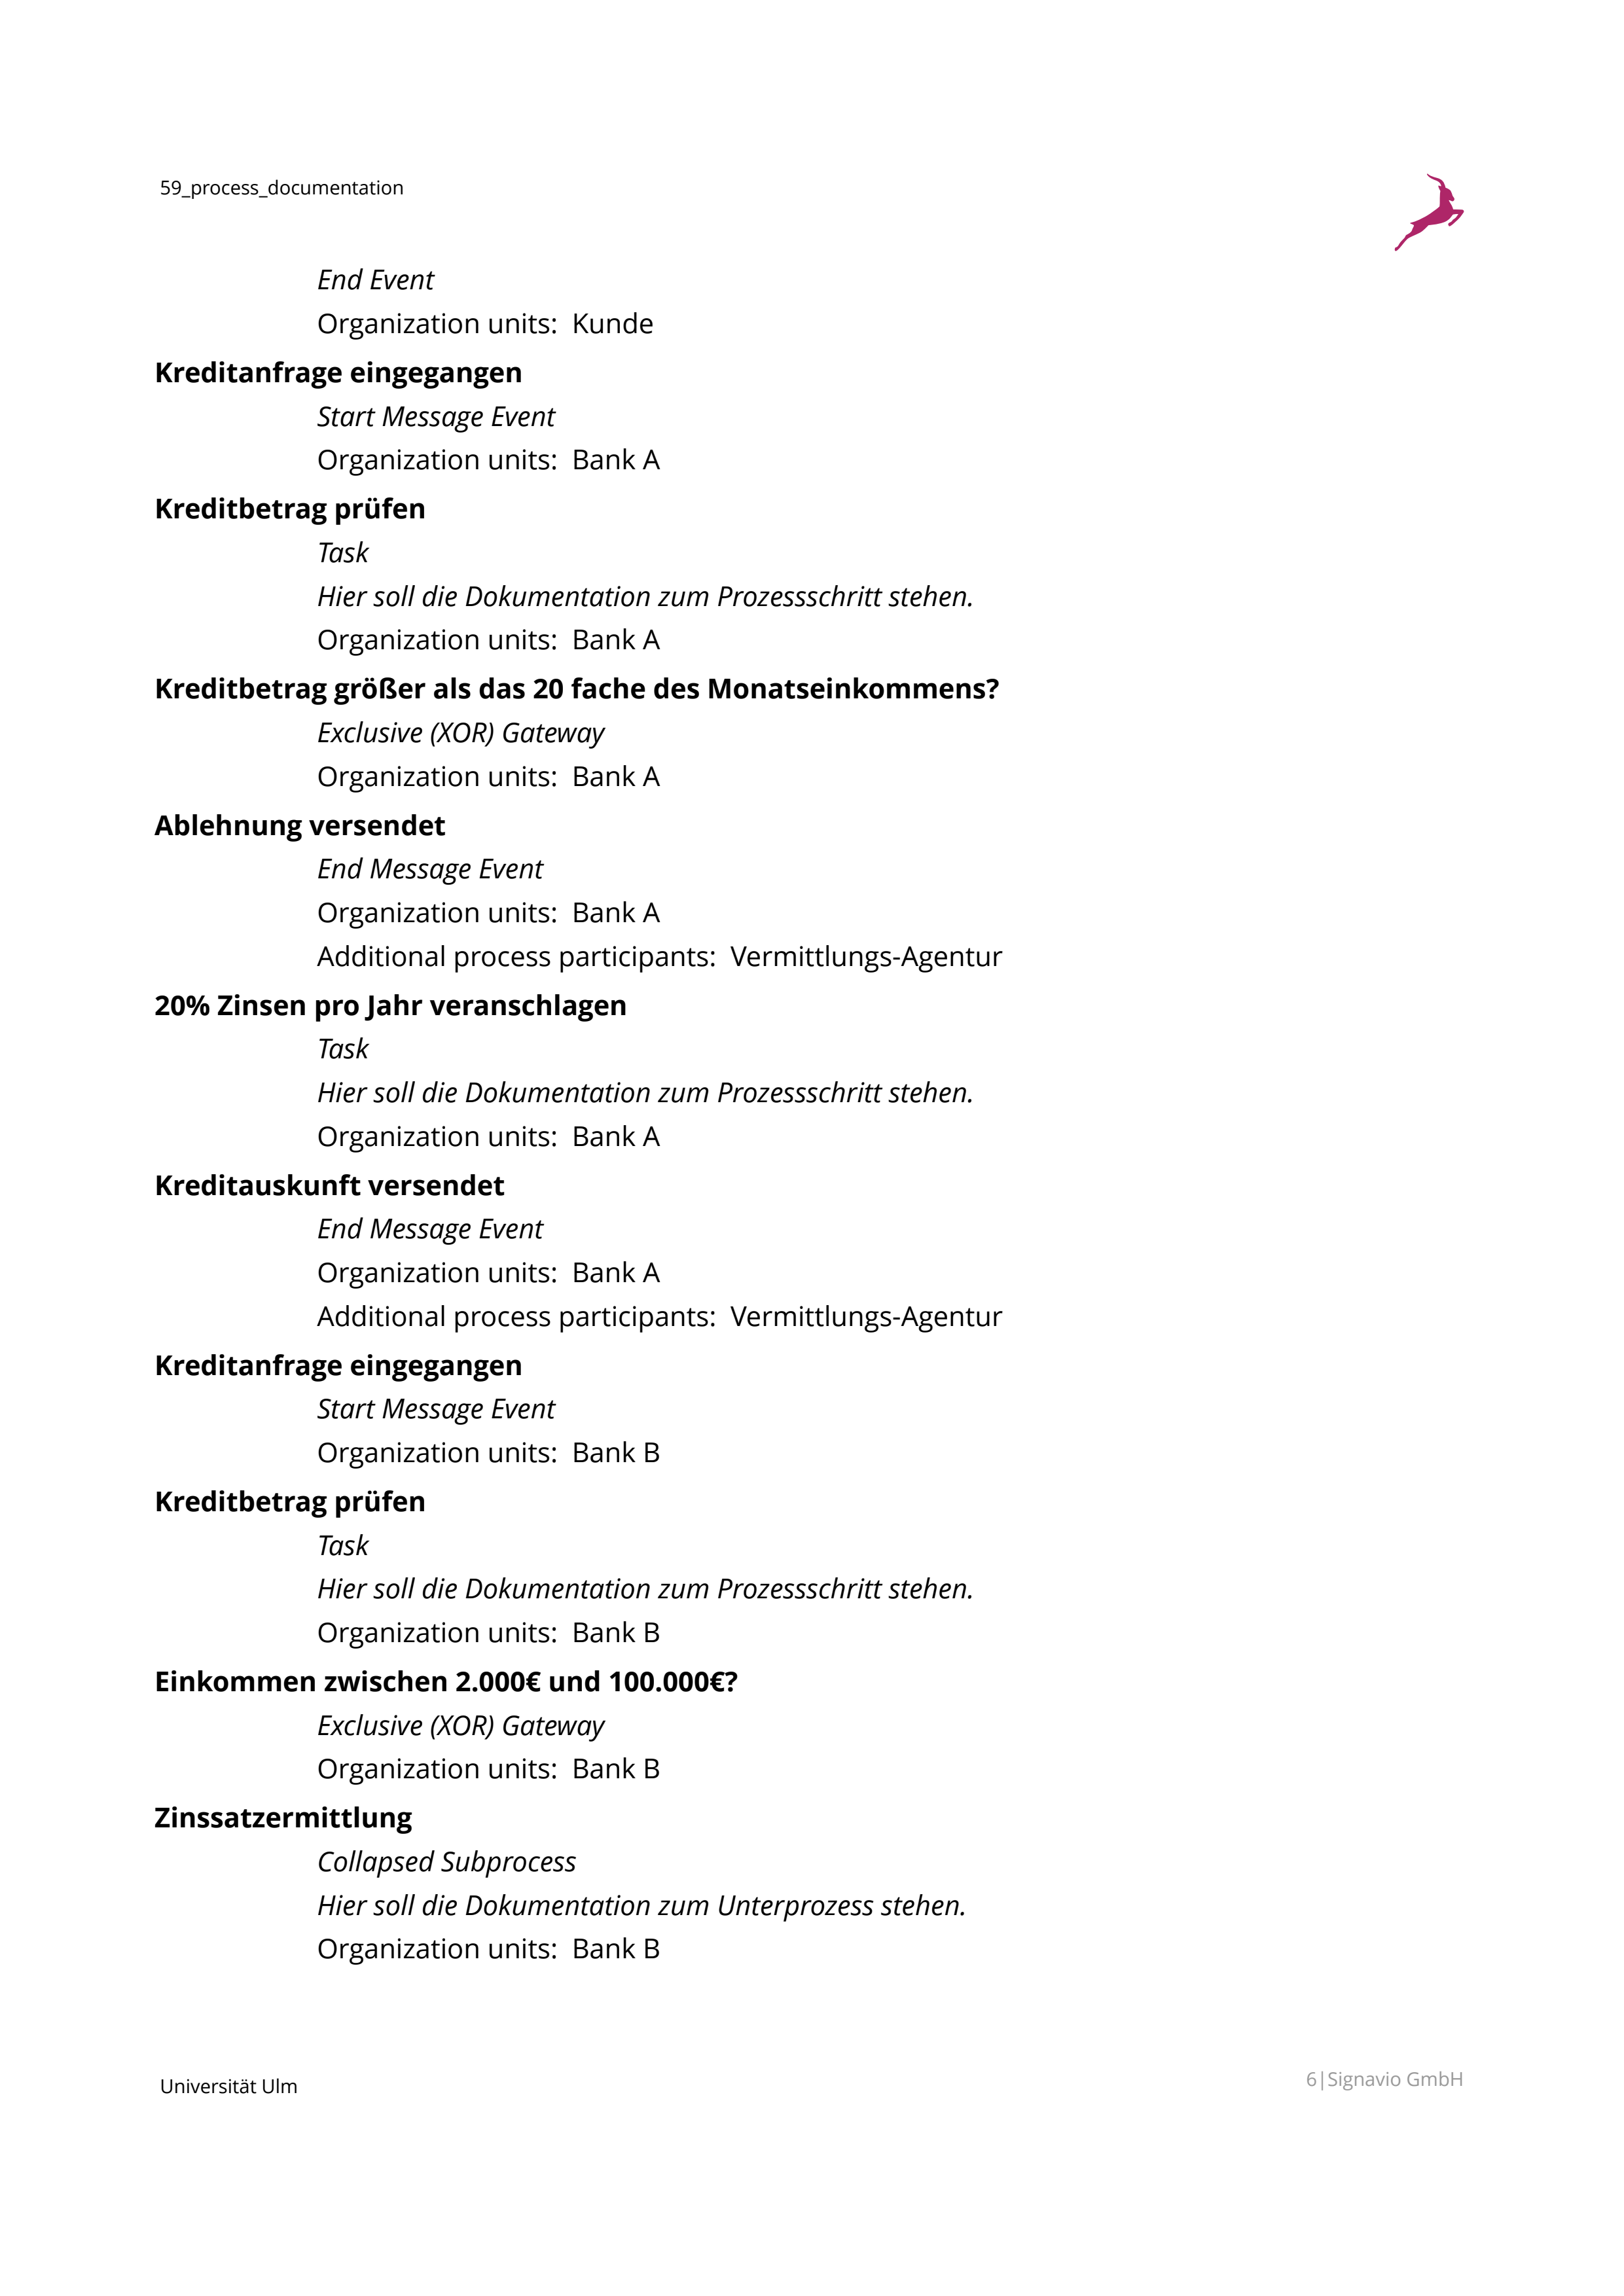 59_process_documentation
End Event
Organization units:  Kunde
Kreditanfrage eingegangen
Start Message Event
Organization units:  Bank A
Kreditbetrag prüfen
Task
Hier soll die Dokumentation zum Prozessschritt stehen.
Organization units:  Bank A
Kreditbetrag größer als das 20 fache des Monatseinkommens?
Exclusive (XOR) Gateway
Organization units:  Bank A
Ablehnung versendet
End Message Event
Organization units:  Bank A
Additional process participants:  Vermittlungs-Agentur
20% Zinsen pro Jahr veranschlagen
Task
Hier soll die Dokumentation zum Prozessschritt stehen.
Organization units:  Bank A
Kreditauskunft versendet
End Message Event
Organization units:  Bank A
Additional process participants:  Vermittlungs-Agentur
Kreditanfrage eingegangen
Start Message Event
Organization units:  Bank B
Kreditbetrag prüfen
Task
Hier soll die Dokumentation zum Prozessschritt stehen.
Organization units:  Bank B
Einkommen zwischen 2.000€ und 100.000€?
Exclusive (XOR) Gateway
Organization units:  Bank B
Zinssatzermittlung
Collapsed Subprocess
Hier soll die Dokumentation zum Unterprozess stehen.
Organization units:  Bank B
Universität Ulm
6|Signavio GmbH